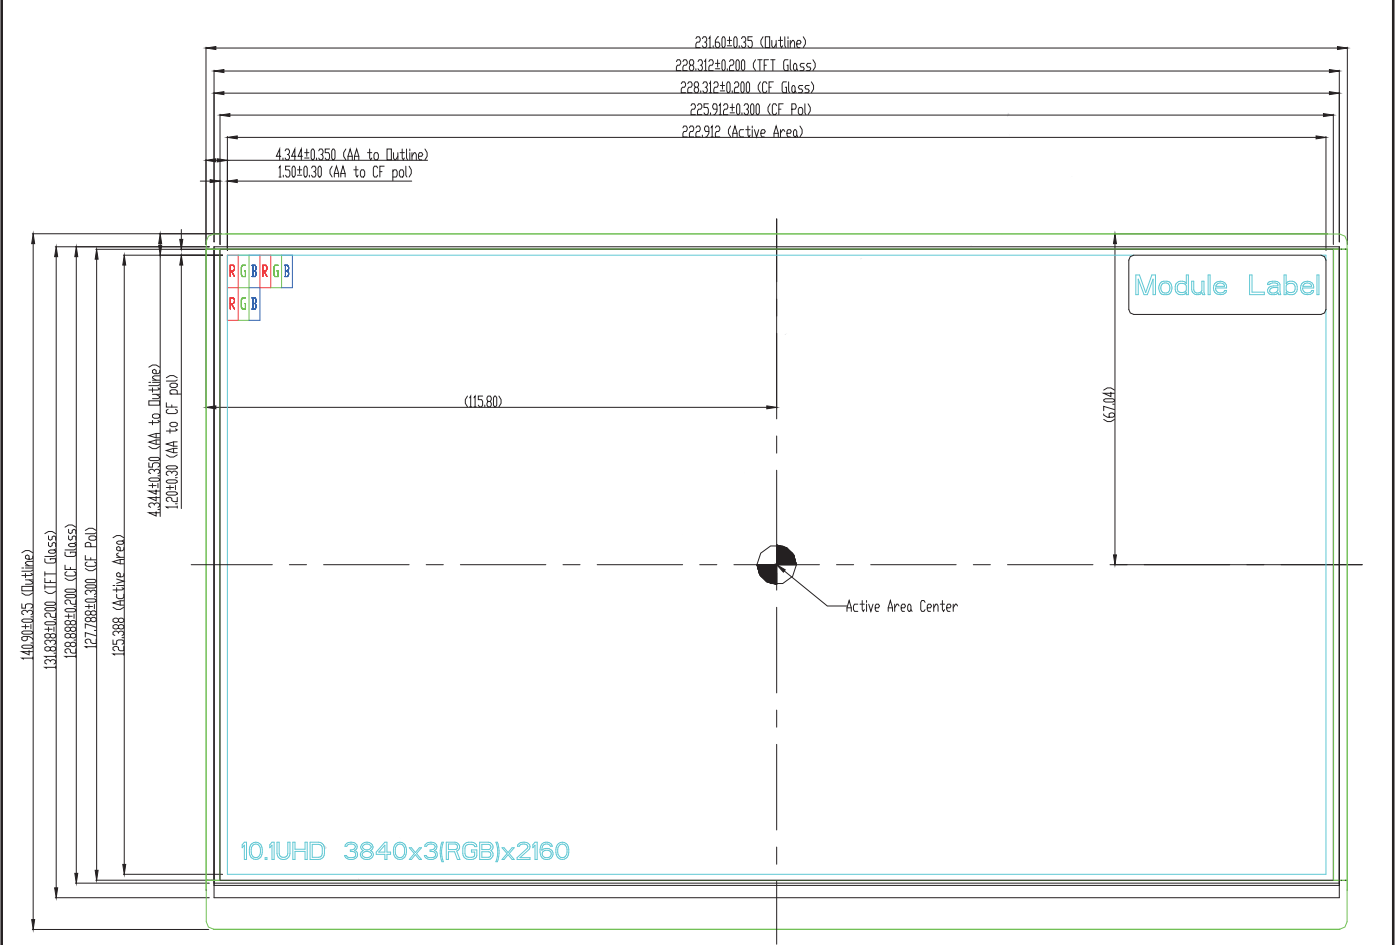 231.60±0.35 (Outline)
228.312±0.200 (TFT Glass)
228.312±0.200 (CF Glass)
225.912±0.300 (CF Pol)
222.912 (Active Area)
4.344±0.350 (AA to Outline)
1.50±0.30 (AA to CF pol)
RGBRGB
RGB
Module Label
4.344±0.350 (AA to Outline)
1.20±0.30 (AA to CF pol)
(115.80)
(67.04)
140.90±0.35 (Outline)
131.838±0.200 (TFT Glass)
128.888±0.200 (CF Glass)
127.788±0.300 (CF Pol)
125.388 (Active Area)
Active Area Center
10.1UHD 3840x3(RGB)x2160